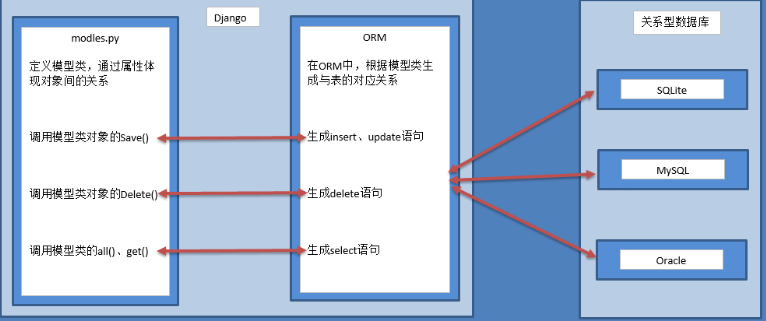 Django
modles.py
定义模型类，通过属性体
现对象间的关系
调用模型类对象的Save()
调用模型类对象的Delete()
调用模型类的all()、get()
ORM
在ORM中，根据模型类生
成与表的对应关系
生成insert、update语句
生成delete语句
生成select语句
关系型数据库
SQLite
MySQL
Oracle